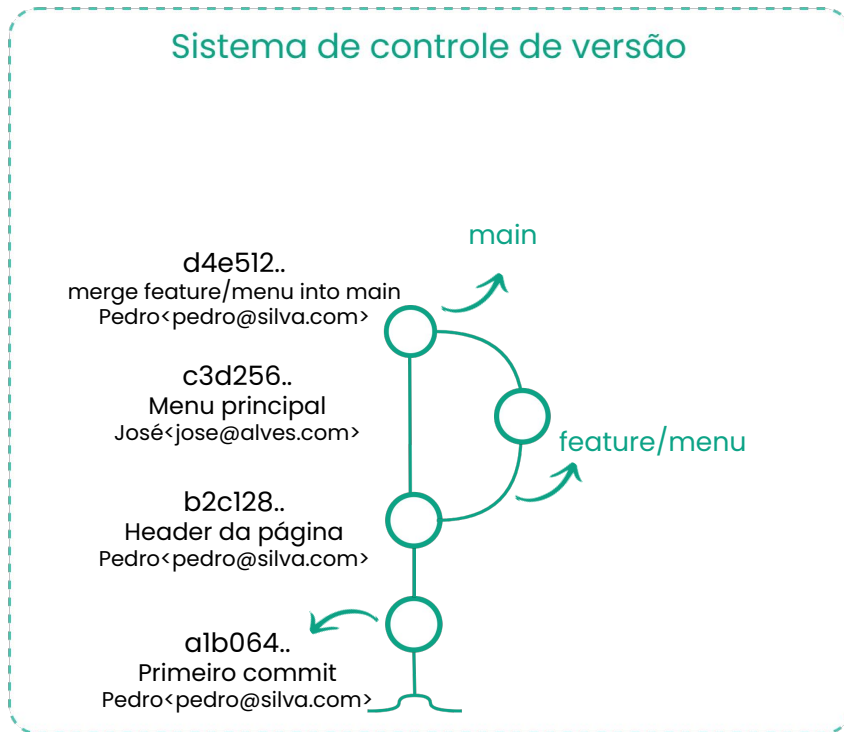 Sistema de controle de versão
main
d4e512..
merge feature/menu into main
Pedro<pedro@silva.com>
c3d256..
Menu principal
José<jose@alves.com>
feature/menu
b2c128..
Header da página
Pedro<pedro@silva.com>
a1b064..
Primeiro commit
Pedro<pedro@silva.com>